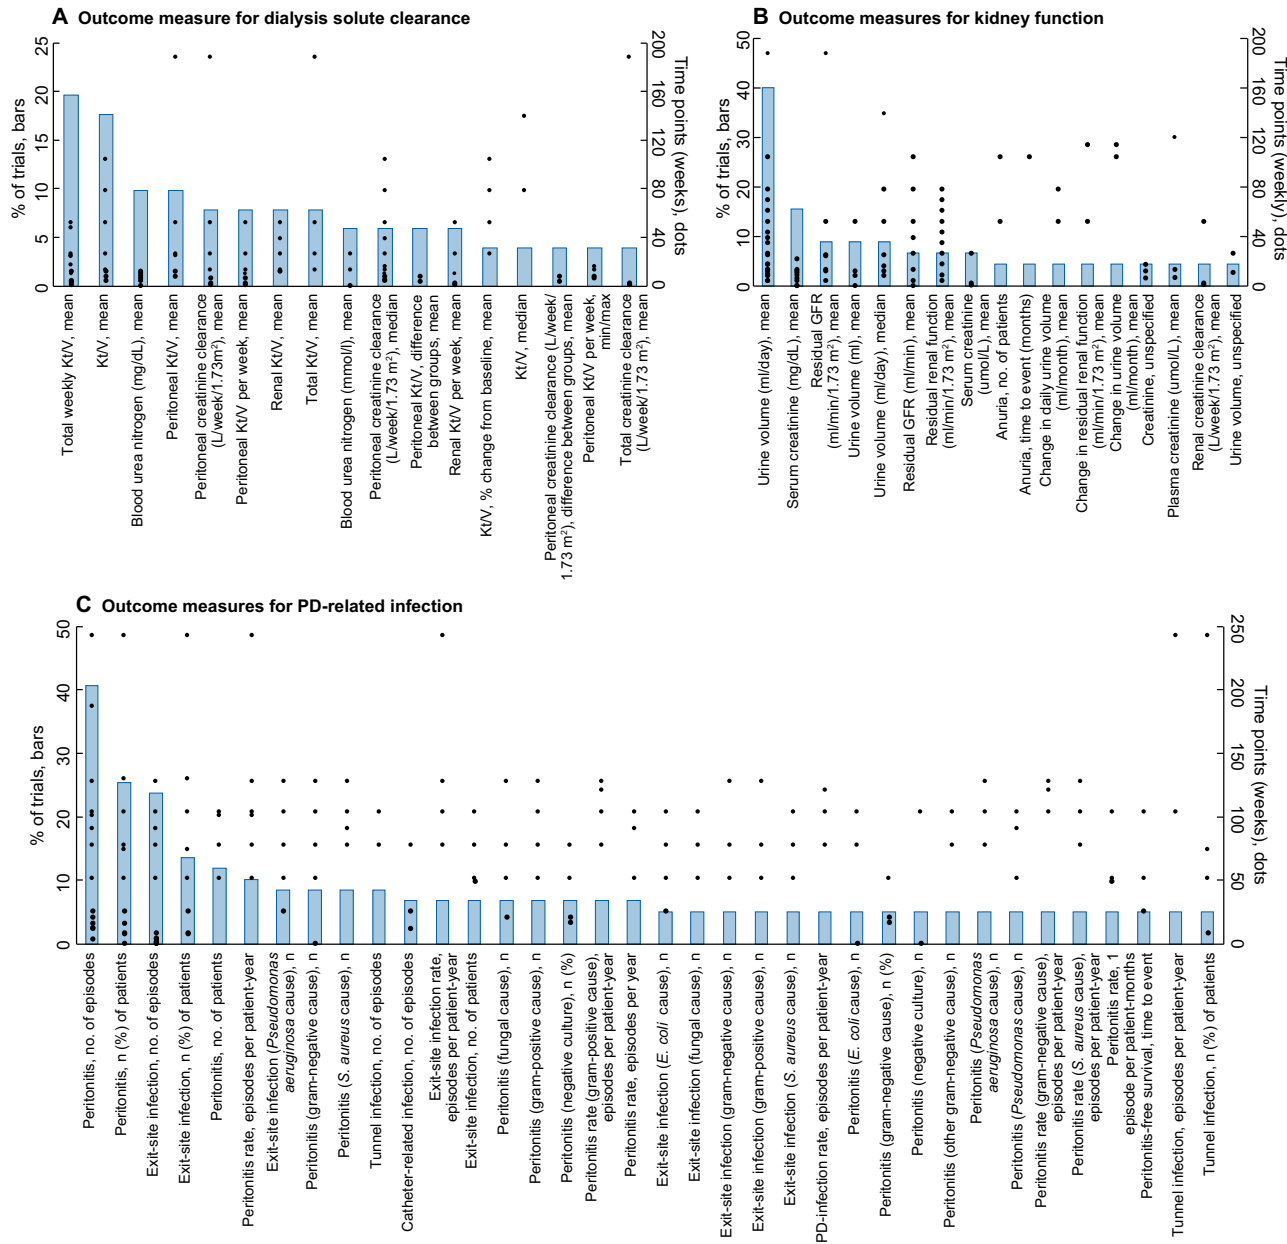 A Outcome measure for dialysis solute clearance
% of trials, bars
25
20
15
10
5
0
Time points (weeks), dots
200
160
120
80
40
0
Total weekly Kt/V, mean
Kt/V, mean
Blood urea nitrogen (mg/dL), mean
Peritoneal Kt/V, mean
Peritoneal creatinine clearance
(L/week/1.73m²), mean
Peritoneal Kt/V per week, mean
Renal Kt/V, mean
Total Kt/V, mean
Blood urea nitrogen (mmol/l), mean
Peritoneal creatinine clearance
(L/week/1.73 m²), median
Peritoneal Kt/V, difference
between groups, mean
Renal Kt/V per week, mean
Kt/V, % change from baseline, mean
Kt/V, median
Peritoneal creatinine clearance (L/week/
1.73 m²), difference between groups, mean
Peritoneal Kt/V per week,
min/max
Total creatinine clearance
(L/week/1.73 m²), mean
B Outcome measures for kidney function
% of trials, bars
50
40
30
20
10
0
Time points (weekly), dots
200
160
120
80
40
0
Urine volume (ml/day), mean
Serum creatinine (mg/dL), mean
Residual GFR
(ml/min/1.73 m²), mean
Urine volume (ml), mean
Urine volume (ml/day), median
Residual GFR (ml/min), mean
Residual renal function
(ml/min/1.73 m²), mean
Serum creatinine
(umol/L), mean
Anuria, no. of patients
Anuria, time to event (months)
Change in daily urine volume
(ml/month), mean
Change in residual renal function
(ml/min/1.73 m²), mean
Change in urine volume
(ml/month), mean
Creatinine, unspecified
Plasma creatinine (umol/L), mean
Renal creatinine clearance
(L/week/1.73 m²), mean
Urine volume, unspecified
C Outcome measures for PD-related infection
% of trials, bars
50
40
30
20
10
0
Time points (weeks), dots
250
200
150
100
50
0
Peritonitis, no. of episodes
Peritonitis, n (%) of patients
Exit-site infection, no. of episodes
Exit-site infection, n (%) of patients
Peritonitis, no. of patients
Peritonitis rate, episodes per patient-year
Exit-site infection (Pseudomonas
aeruginosa cause), n
Peritonitis (gram-negative cause), n
Peritonitis (S. aureus cause), n
Tunnel infection, no. of episodes
Catheter-related infection, no. of episodes
Exit-site infection rate,
episodes per patient-year
Exit-site infection, no. of patients
Peritonitis (fungal cause), n
Peritonitis (gram-positive cause), n
Peritonitis (negative culture), n (%)
Peritonitis rate (gram-positive cause),
episodes per patient-year
Peritonitis rate, episodes per year
Exit-site infection (E. coli cause), n
Exit-site infection (fungal cause), n
Exit-site infection (gram-negative cause), n
Exit-site infection (gram-positive cause), n
Exit-site infection (S. aureus cause), n
PD-infection rate, episodes per patient-year
Peritonitis (E. coli cause), n
Peritonitis (gram-negative cause), n (%)
Peritonitis (negative culture), n
Peritonitis (other gram-negative cause), n
Peritonitis (Pseudomonas
aeruginosa cause), n
Peritonitis (Pseudomonas cause), n
Peritonitis rate (gram-negative cause),
episodes per patient-year
Peritonitis rate (S. aureus cause),
episodes per patient-year
Peritonitis rate, 1
episode per patient-months
Peritonitis-free survival, time to event
Tunnel infection, episodes per patient-year
Tunnel infection, n (%) of patients